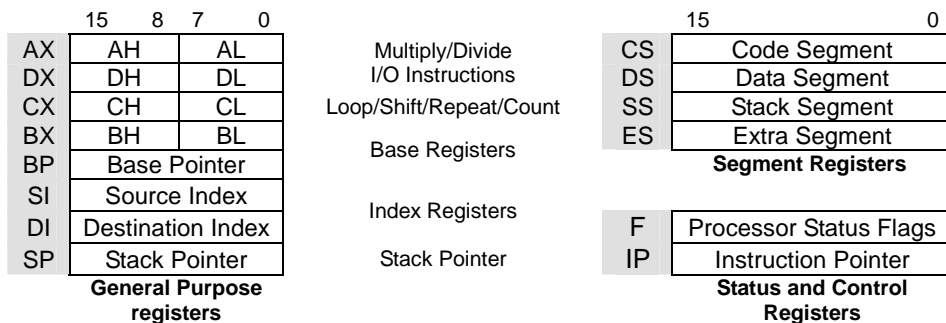 15 8 7 0
AX AH AL
DX DH DL
CX CH CL
BX BH BL
BP Base Pointer
SI Source Index
DI Destination Index
SP Stack Pointer
General Purpose
registers
Multiply/Divide
I/O Instructions
Loop/Shift/Repeat/Count
Base Registers
Index Registers
Stack Pointer
15 0
CS Code Segment
DS Data Segment
SS Stack Segment
ES Extra Segment
Segment Registers
F Processor Status Flags
IP Instruction Pointer
Status and Control
Registers